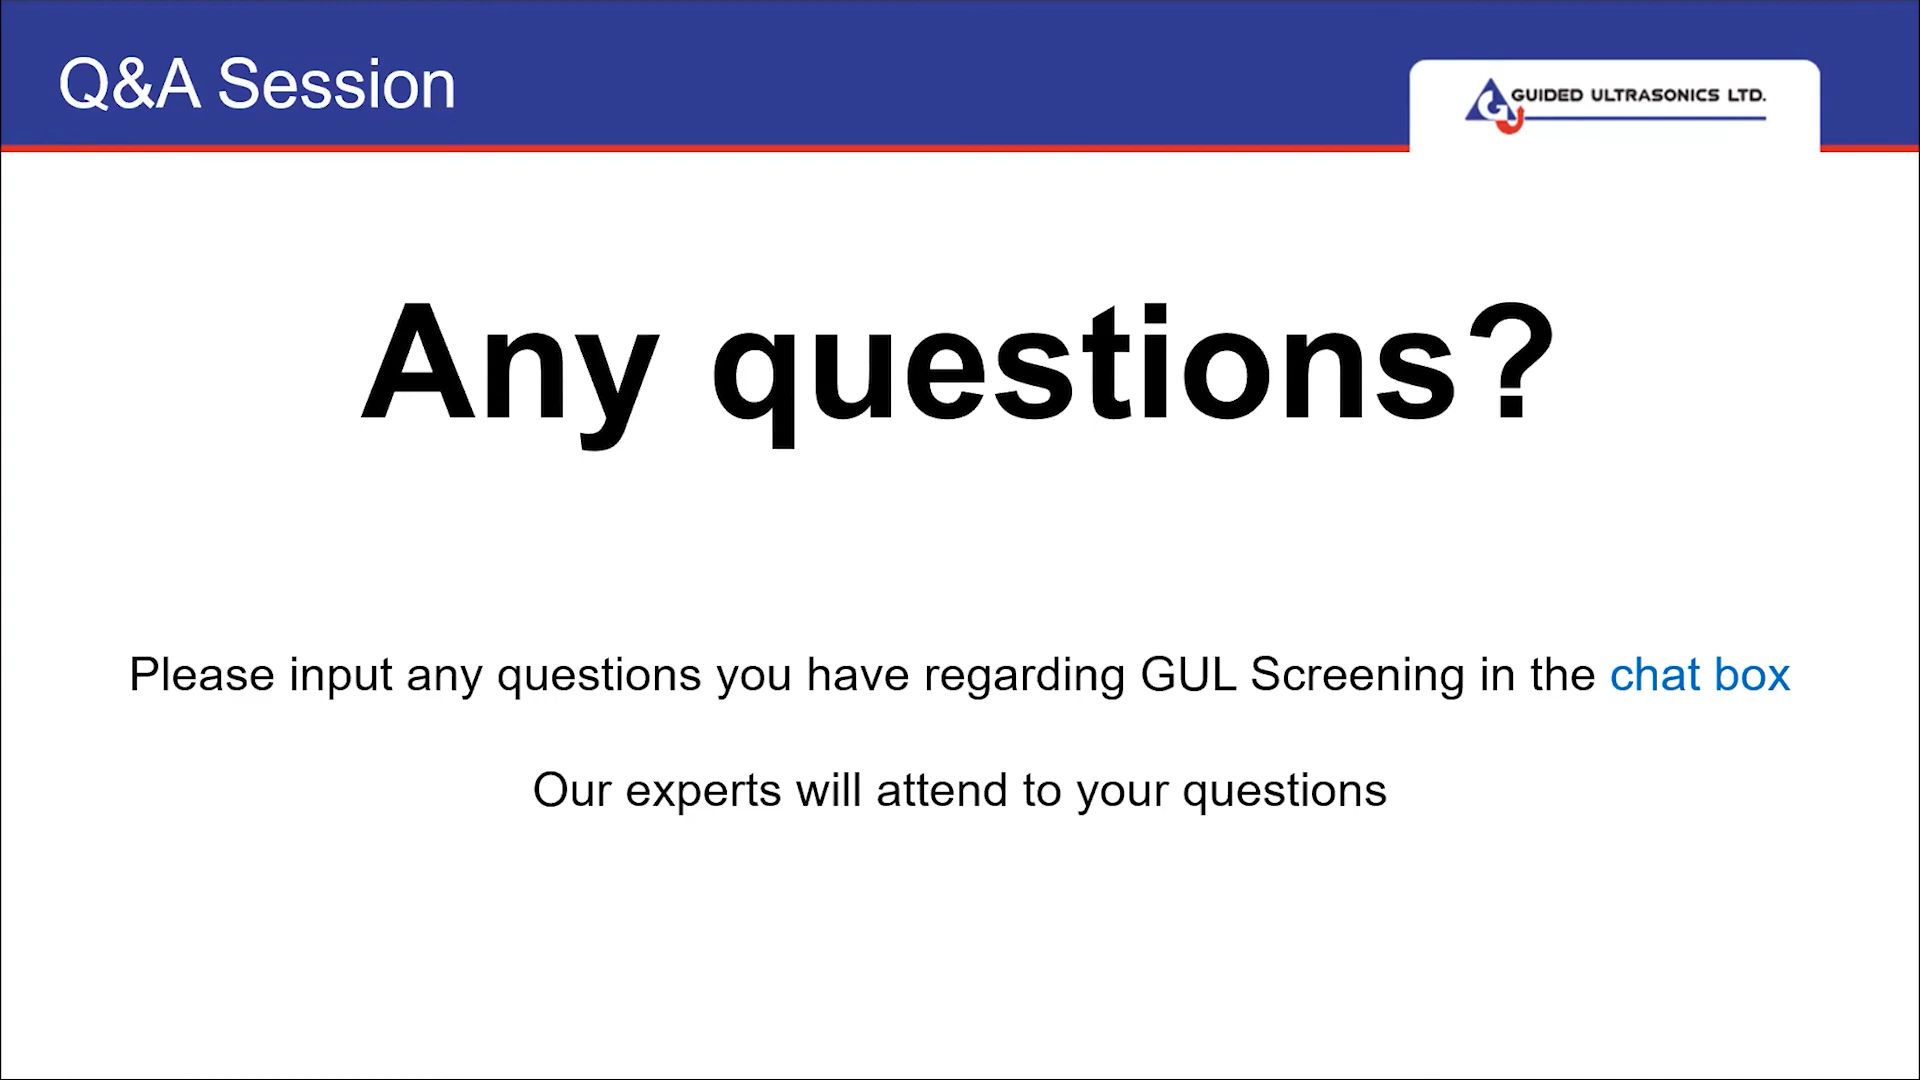 Q&A Session
GUIDED ULTRASONICS LTD.
Any questions?
Please input any questions you have regarding GUL Screening in the chat box
Our experts will attend to your questions